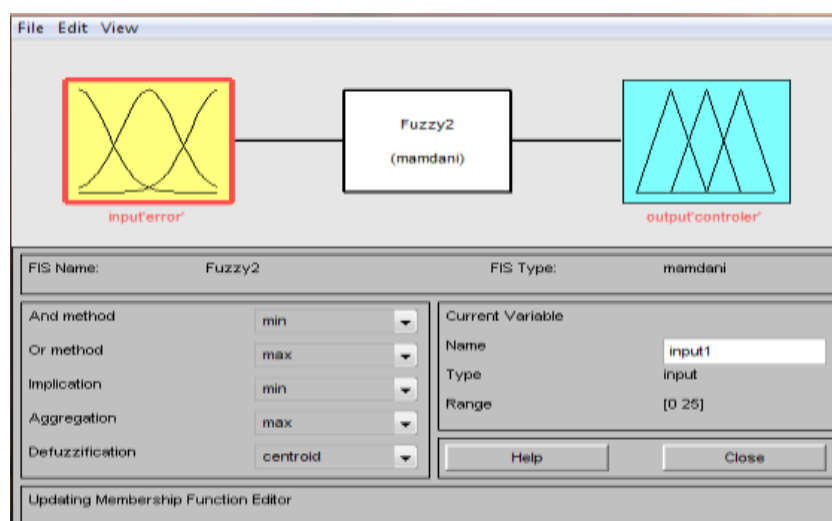 File Edit View
Fuzzy2
(mamdani)
input'error'
output'controler'
FIS Name: Fuzzy2 FIS Type: mamdani
And method min
Or method max
Implication min
Aggregation max
Defuzzification centroid
Current Variable
Name input1
Type input
Range [0 25]
Help Close
Updating Membership Function Editor